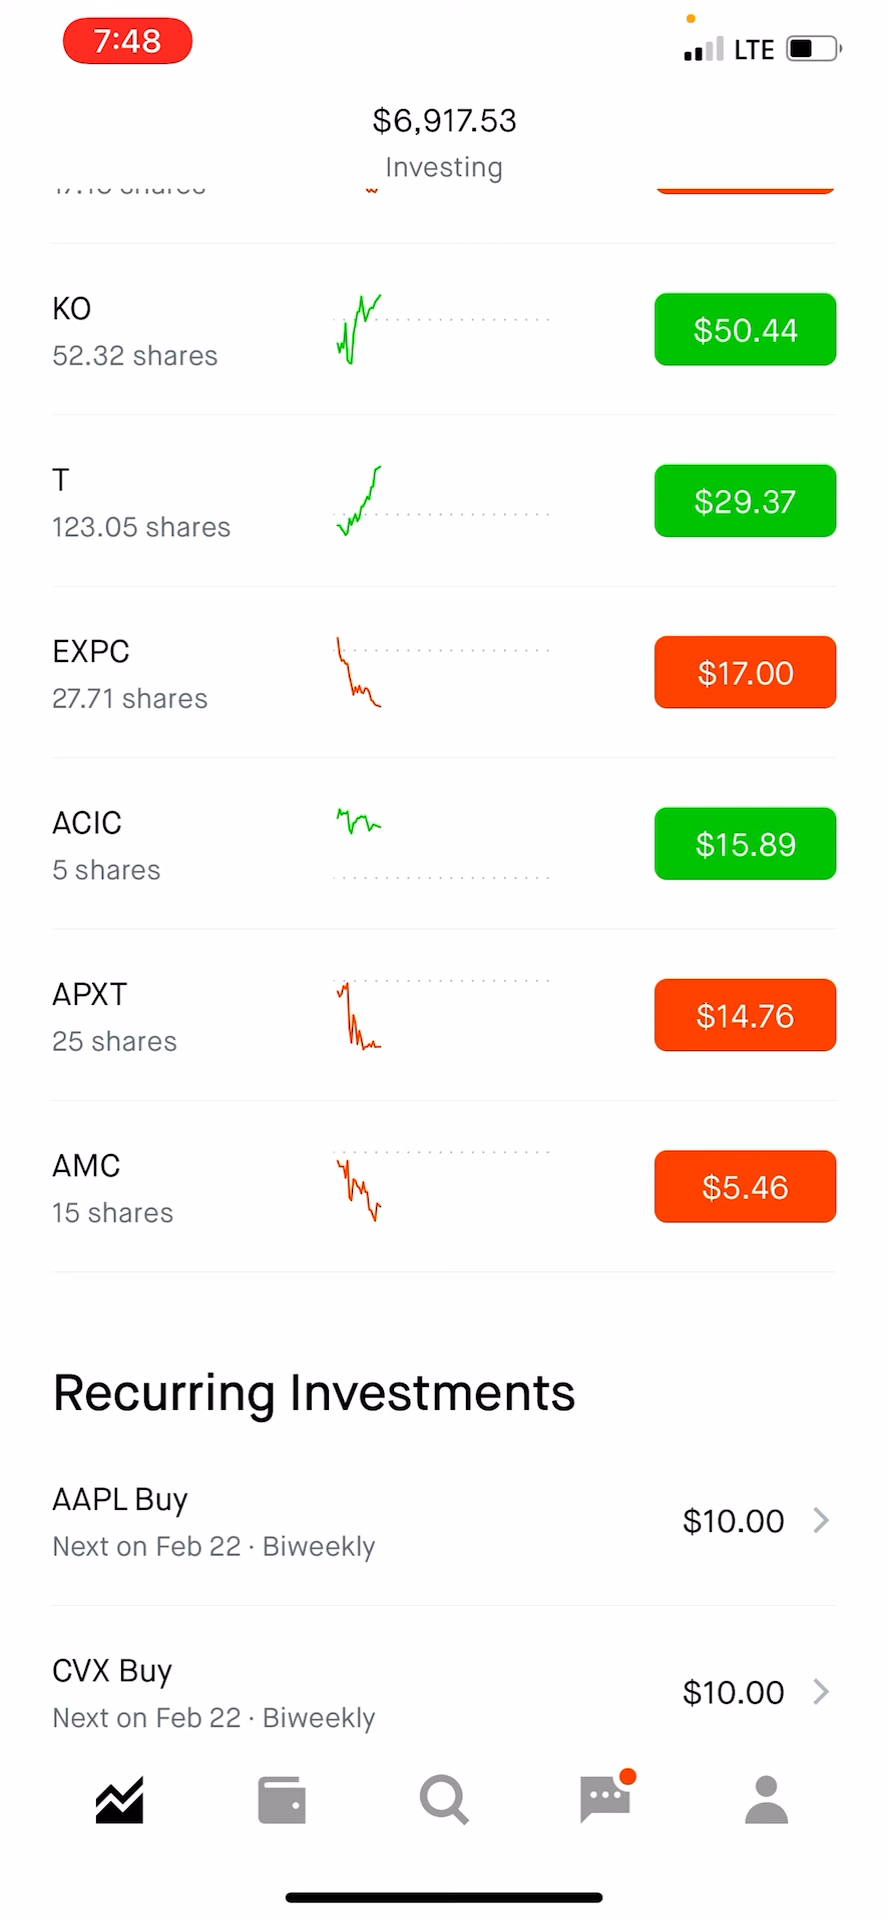 7:48
LTE
$6,917.53
Investing
shares
KO
$50.44
52.32 shares
T
$29.37
123.05 shares
EXPC
$17.00
27.71 shares
ACIC
$15.89
5 shares
APXT
$14.76
25 shares
AMC
$5.46
15 shares
Recurring Investments
AAPL Buy
$10.00
Next on Feb 22 · Biweekly
CVX Buy
$10.00
Next on Feb 22 · Biweekly